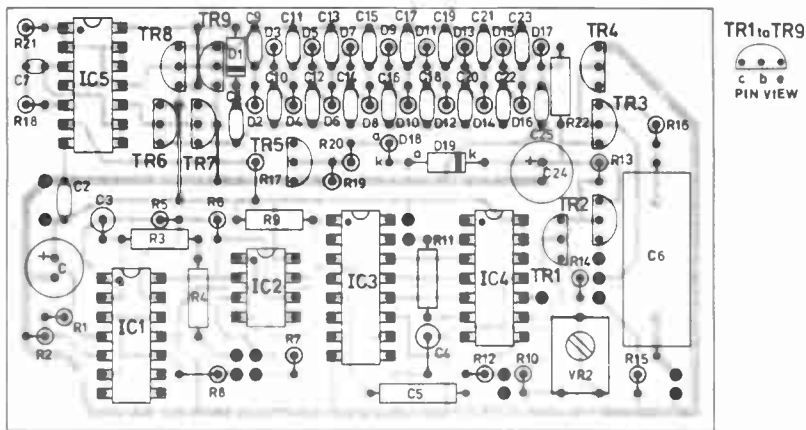 TR9
C9 C11 C13 C15 C17 C19 C21 C23
TR4
TR1 to TR9
R21
TR8
D1
D3 D5 D7 D9 D11 D13 D15 D17
c b e
PIN VIEW
C7
IC5
C10 C12 C14 C16 C18 C20 C22
TR3
R18
D2 D4 D6 D8 D10 D12 D14 D16
C25
R22
R16
TR6 TR7
TR5
R20
a
D18
k
a
D19
k
+
C24
R13
C2
R17
R19
C3
R5
R6
R9
TR2
R3
R11
+
C
R4
IC2
IC3
IC4
TR1
R14
C6
R1
IC1
R2
R7
C4
R8
R12
R10
VR2
R15
C5